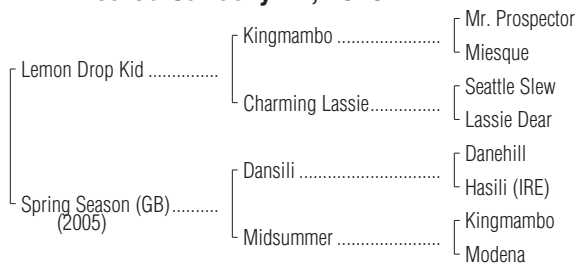 Mr. Prospector
Kingmambo
Miesque
Lemon Drop Kid
Seattle Slew
Charming Lassie
Lassie Dear
Danehill
Dansili
Hasili (IRE)
Spring Season (GB)
(2005)
Kingmambo
Midsummer
Modena